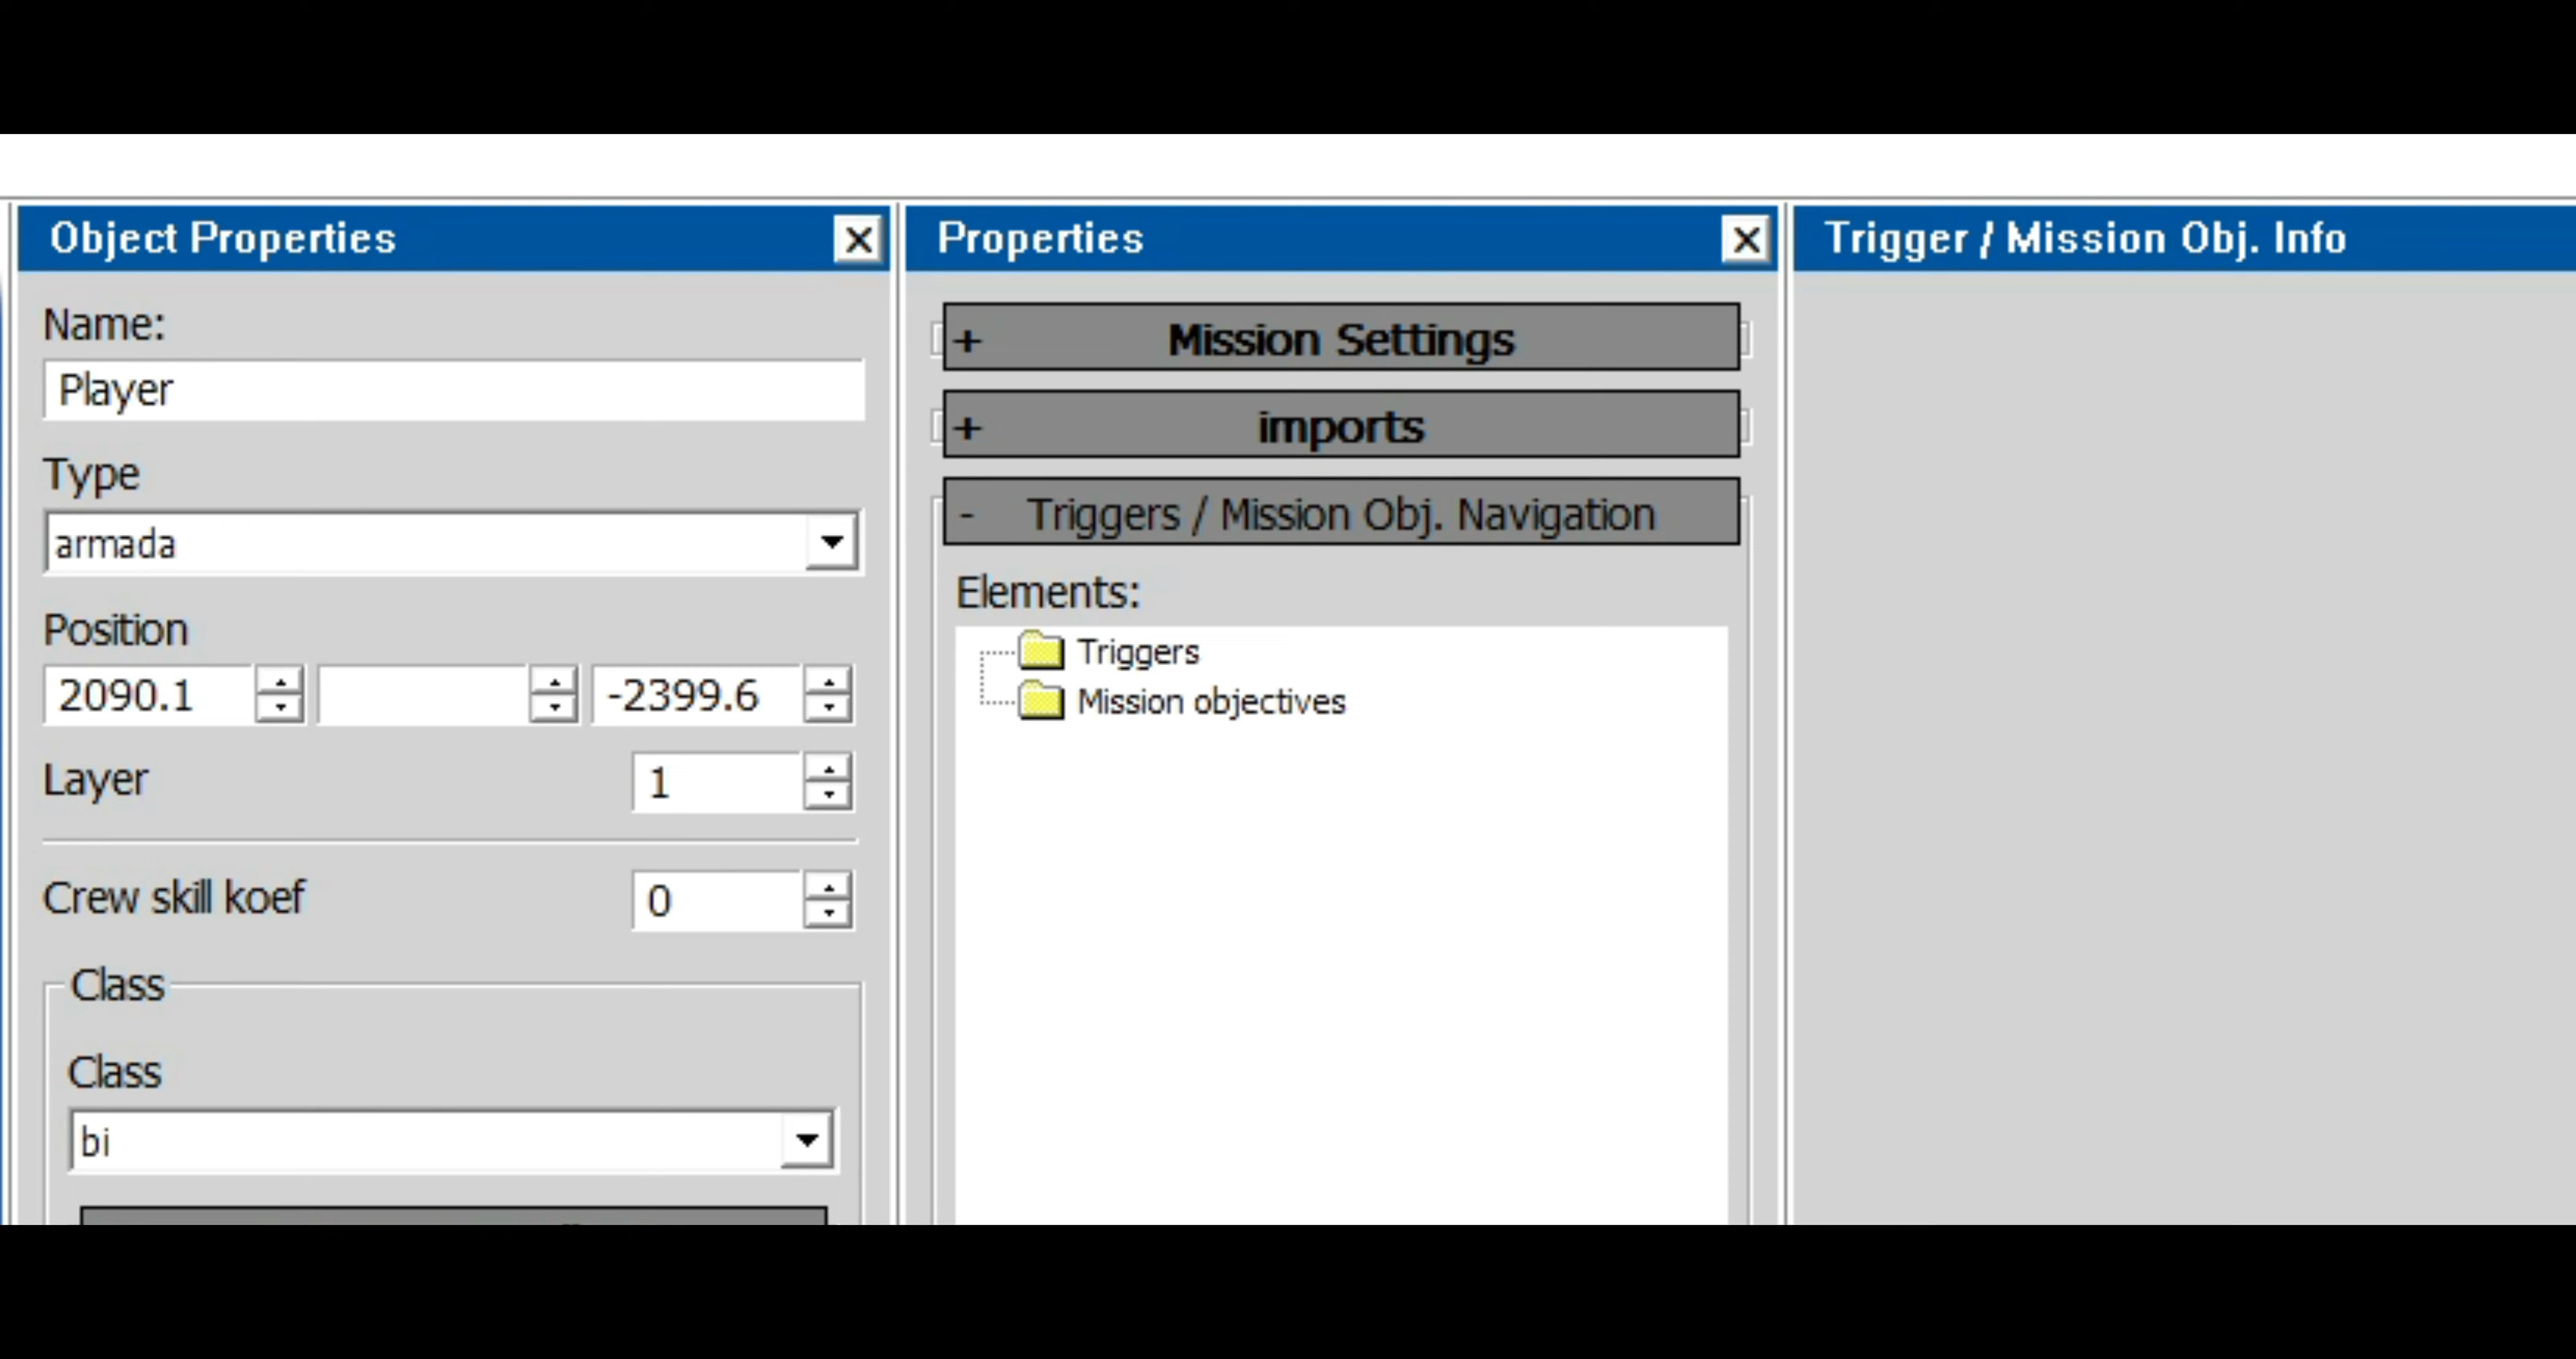 Object Properties
Name:
Player
Type
armada
Position
2090.1
-2399.6
Layer
1
Crew skill koef
0
Class
Class
bi
Properties
+ Mission Settings
+ imports
- Triggers / Mission Obj. Navigation
Elements:
Triggers
Mission objectives
Trigger / Mission Obj. Info